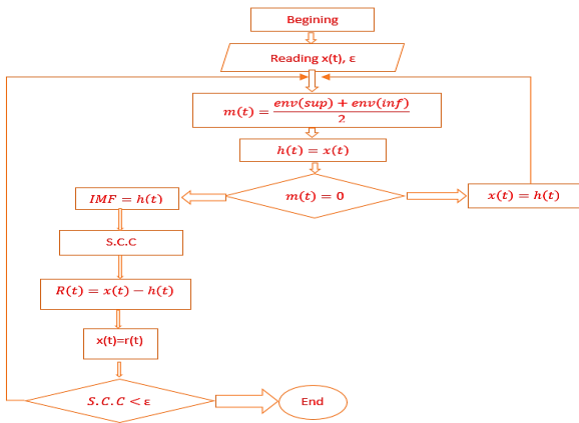 Begining
Reading x(t), ε
m(t) = env(sup) + env(inf) / 2
h(t) = x(t)
m(t) = 0
IMF = h(t)
x(t) = h(t)
S.C.C
R(t) = x(t) − h(t)
x(t)=r(t)
S.C.C < ε
End